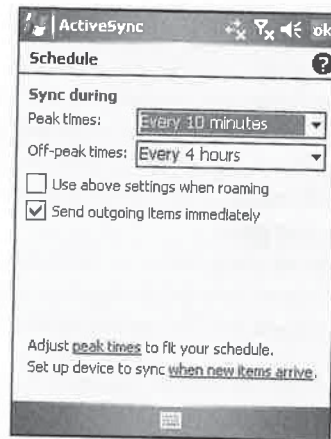 ActiveSync ok
Schedule
Sync during
Peak times: Every 10 minutes
Off-peak times: Every 4 hours
Use above settings when roaming
Send outgoing items immediately
Adjust peak times to fit your schedule.
Set up device to sync when new items arrive.